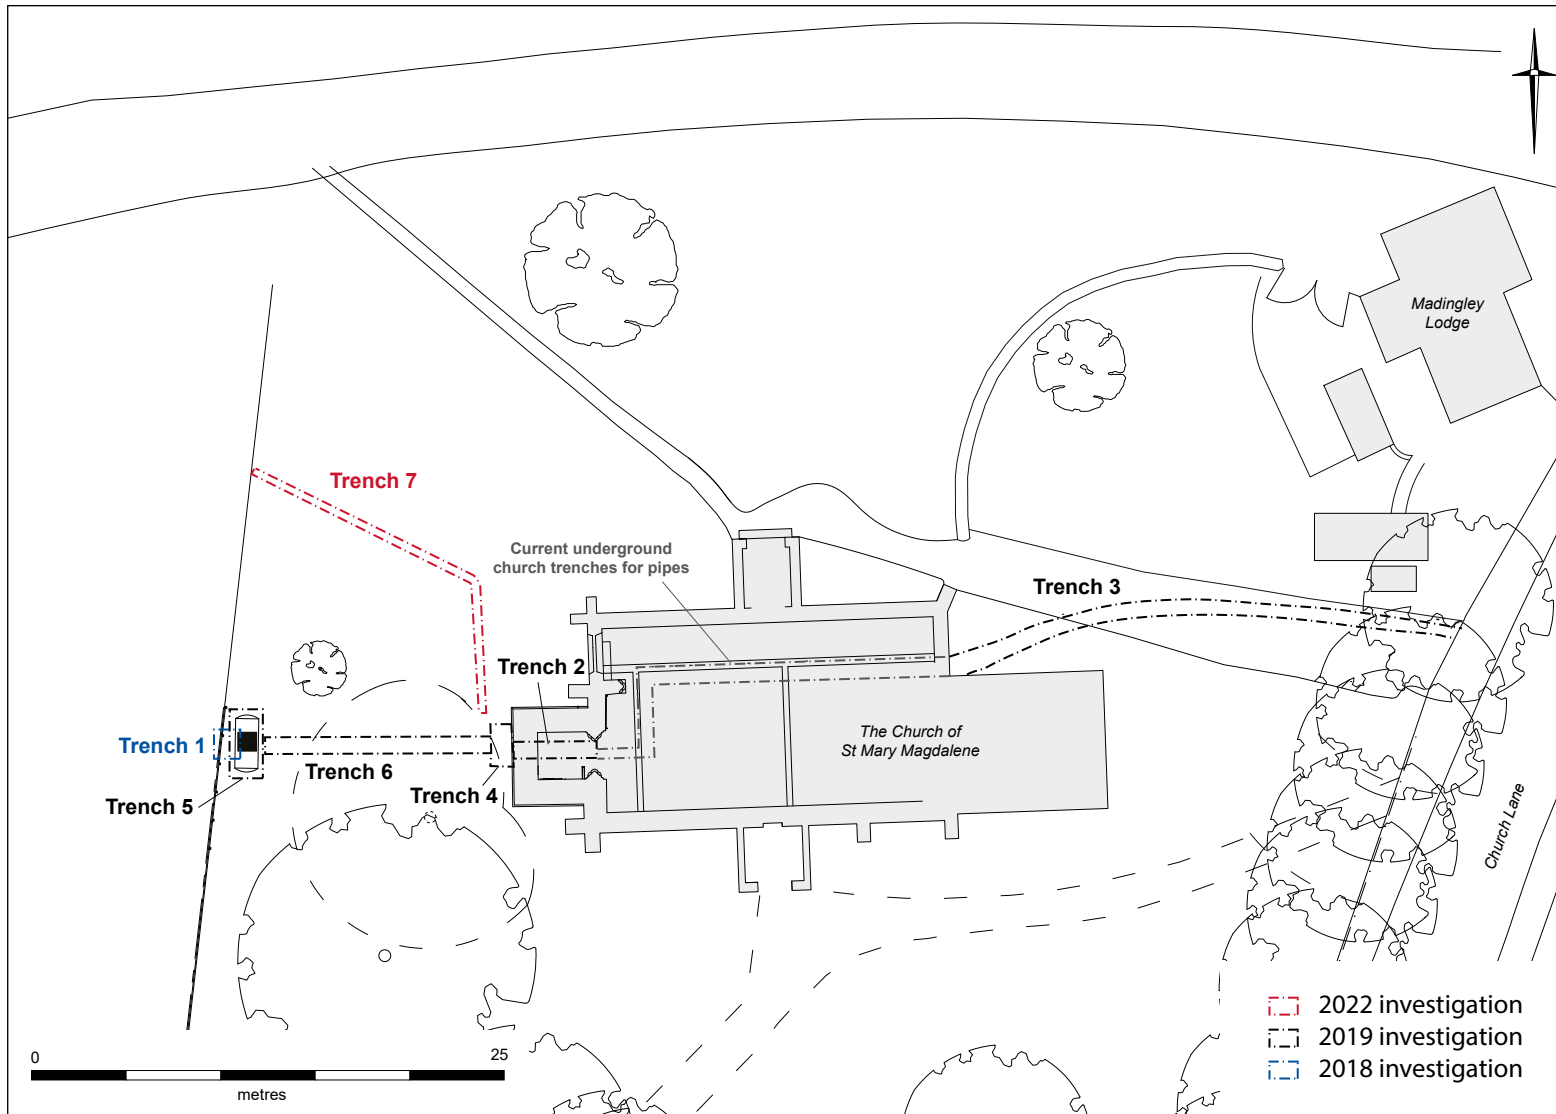 Madingley
Lodge
Trench 7
Current underground
church trenches for pipes
Trench 3
Trench 2
Trench 1
The Church of
St Mary Magdalene
Trench 6
Trench 4
Trench 5
Church Lane
0 25
metres
2022 investigation
2019 investigation
2018 investigation